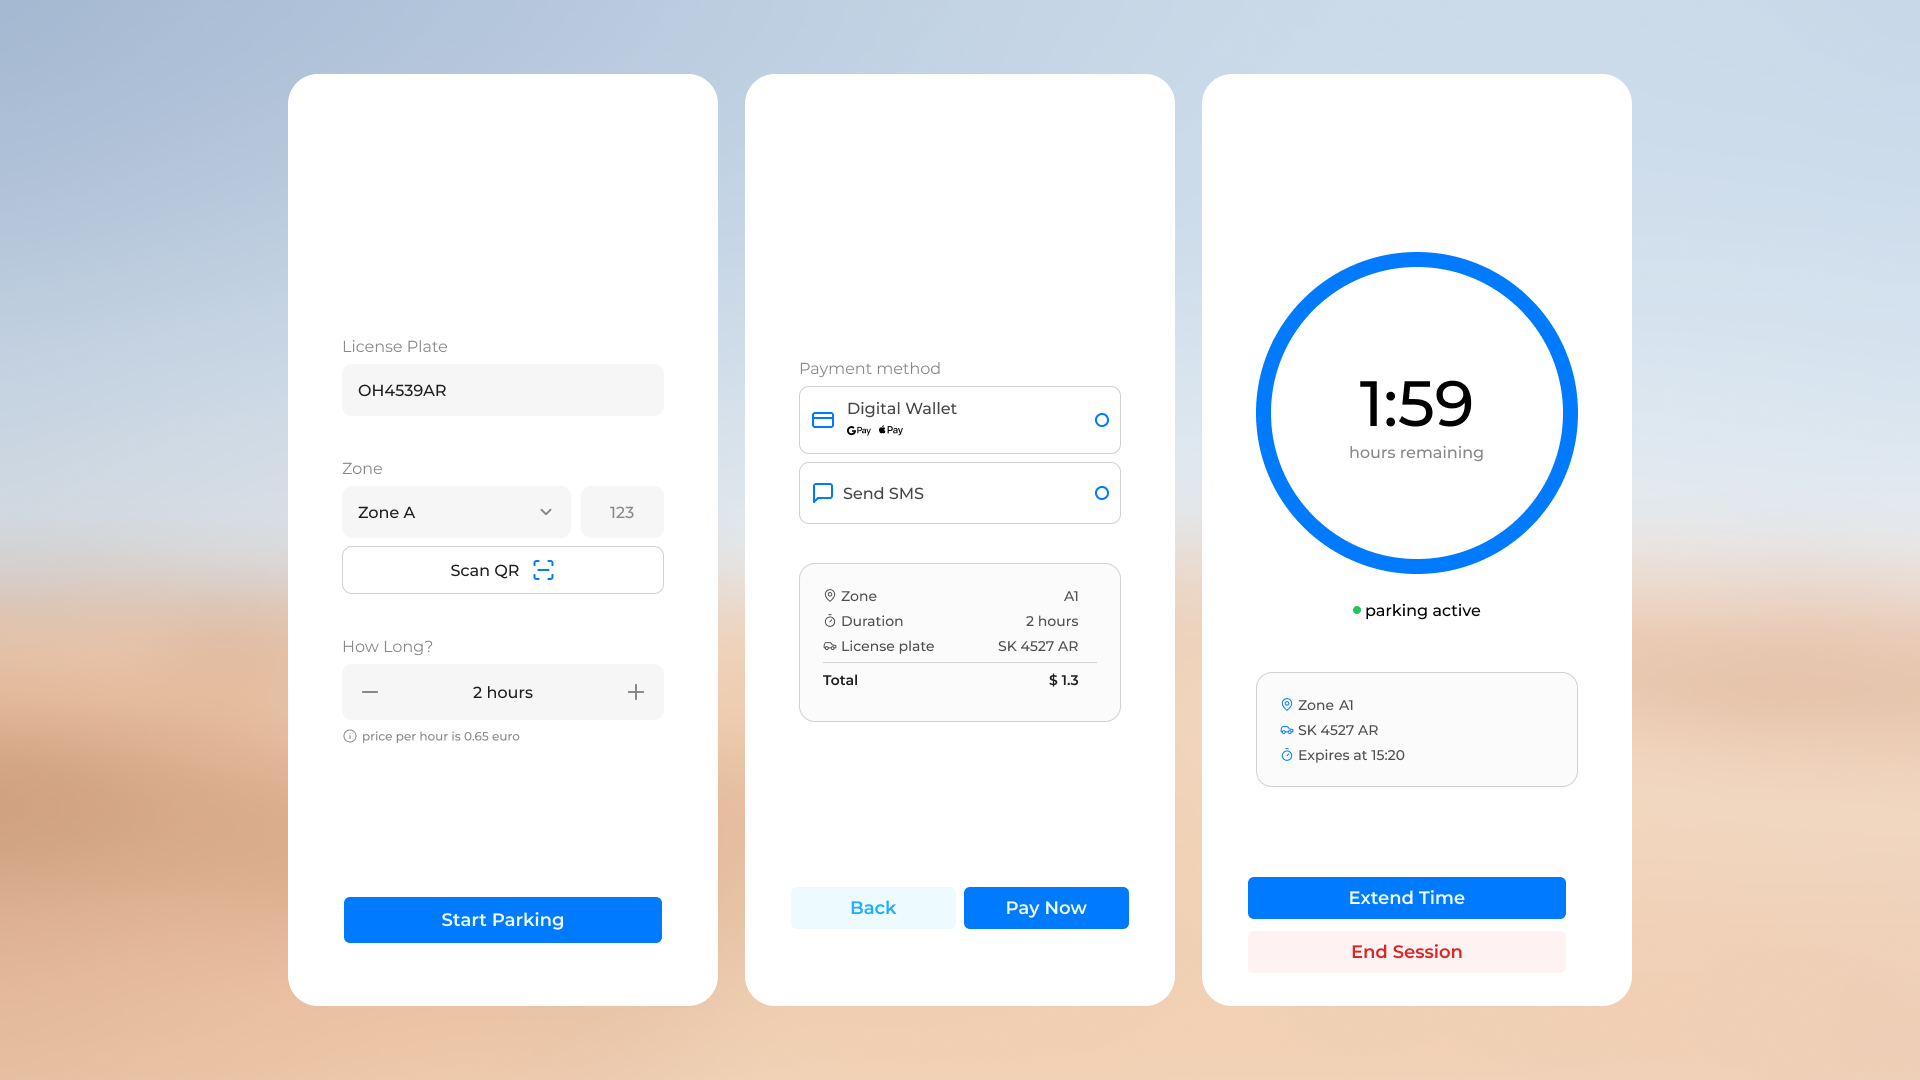 License Plate
OH4539AR
Zone
Zone A
123
Scan QR
How Long?
2 hours
price per hour is 0.65 euro
Start Parking
Payment method
Digital Wallet
G Pay Pay
Send SMS
Zone A1
Duration 2 hours
License plate SK 4527 AR
Total $ 1.3
Back
Pay Now
1:59
hours remaining
parking active
Zone A1
SK 4527 AR
Expires at 15:20
Extend Time
End Session